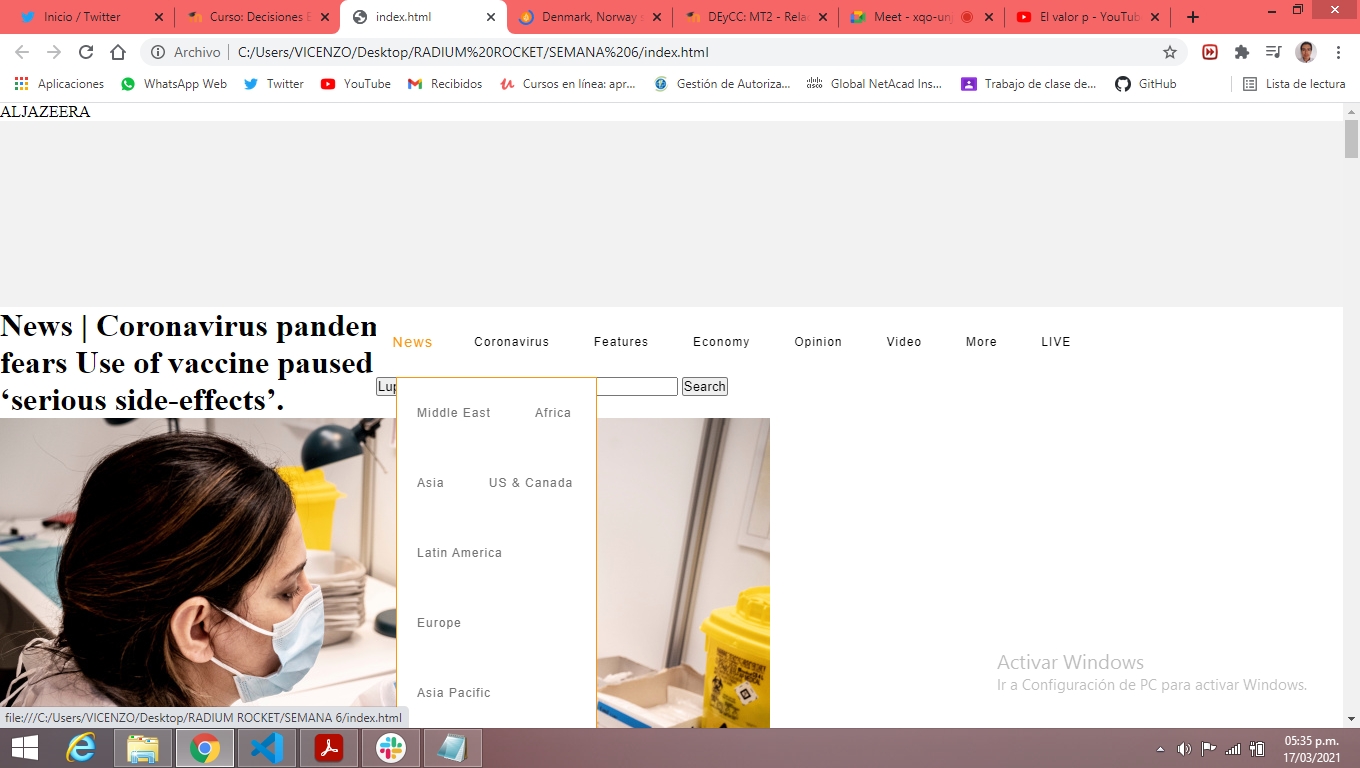 Inicio / Twitter
Curso: Decisiones E
index.html
Denmark, Norway s
DEyCC: MT2 - Rela
Meet - xqo-unj
El valor p - YouTub
Archivo
C:/Users/VICENZO/Desktop/RADIUM%20ROCKET/SEMANA%206/index.html
Aplicaciones
WhatsApp Web
Twitter
YouTube
Recibidos
Cursos en línea: apr...
Gestión de Autoriza...
Global NetAcad Ins...
Trabajo de clase de...
GitHub
Lista de lectura
ALJAZEERA
News | Coronavirus panden
fears Use of vaccine paused
‘serious side-effects’.
News
Coronavirus
Features
Economy
Opinion
Video
More
LIVE
Lup
Search
Middle East
Africa
Asia
US & Canada
Latin America
Europe
Asia Pacific
Activar Windows
Ir a Configuración de PC para activar Windows.
file:///C:/Users/VICENZO/Desktop/RADIUM ROCKET/SEMANA 6/index.html
05:35 p.m.
17/03/2021